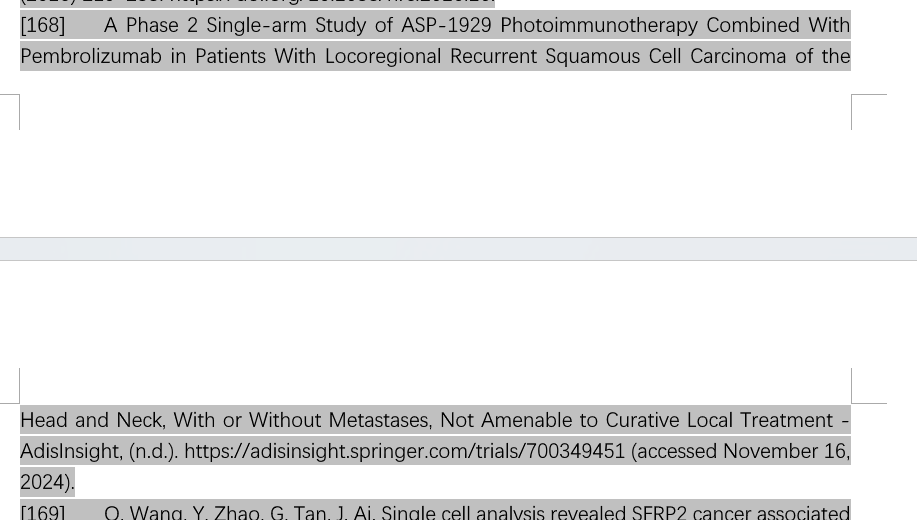 [168] A Phase 2 Single-arm Study of ASP-1929 Photoimmunotherapy Combined With
Pembrolizumab in Patients With Locoregional Recurrent Squamous Cell Carcinoma of the
Head and Neck, With or Without Metastases, Not Amenable to Curative Local Treatment -
AdisInsight, (n.d.). https://adisinsight.springer.com/trials/700349451 (accessed November 16,
2024).
[169] Q. Wang, Y. Zhao, G. Tan, J. Ai, Single cell analysis revealed SFRP2 cancer associated